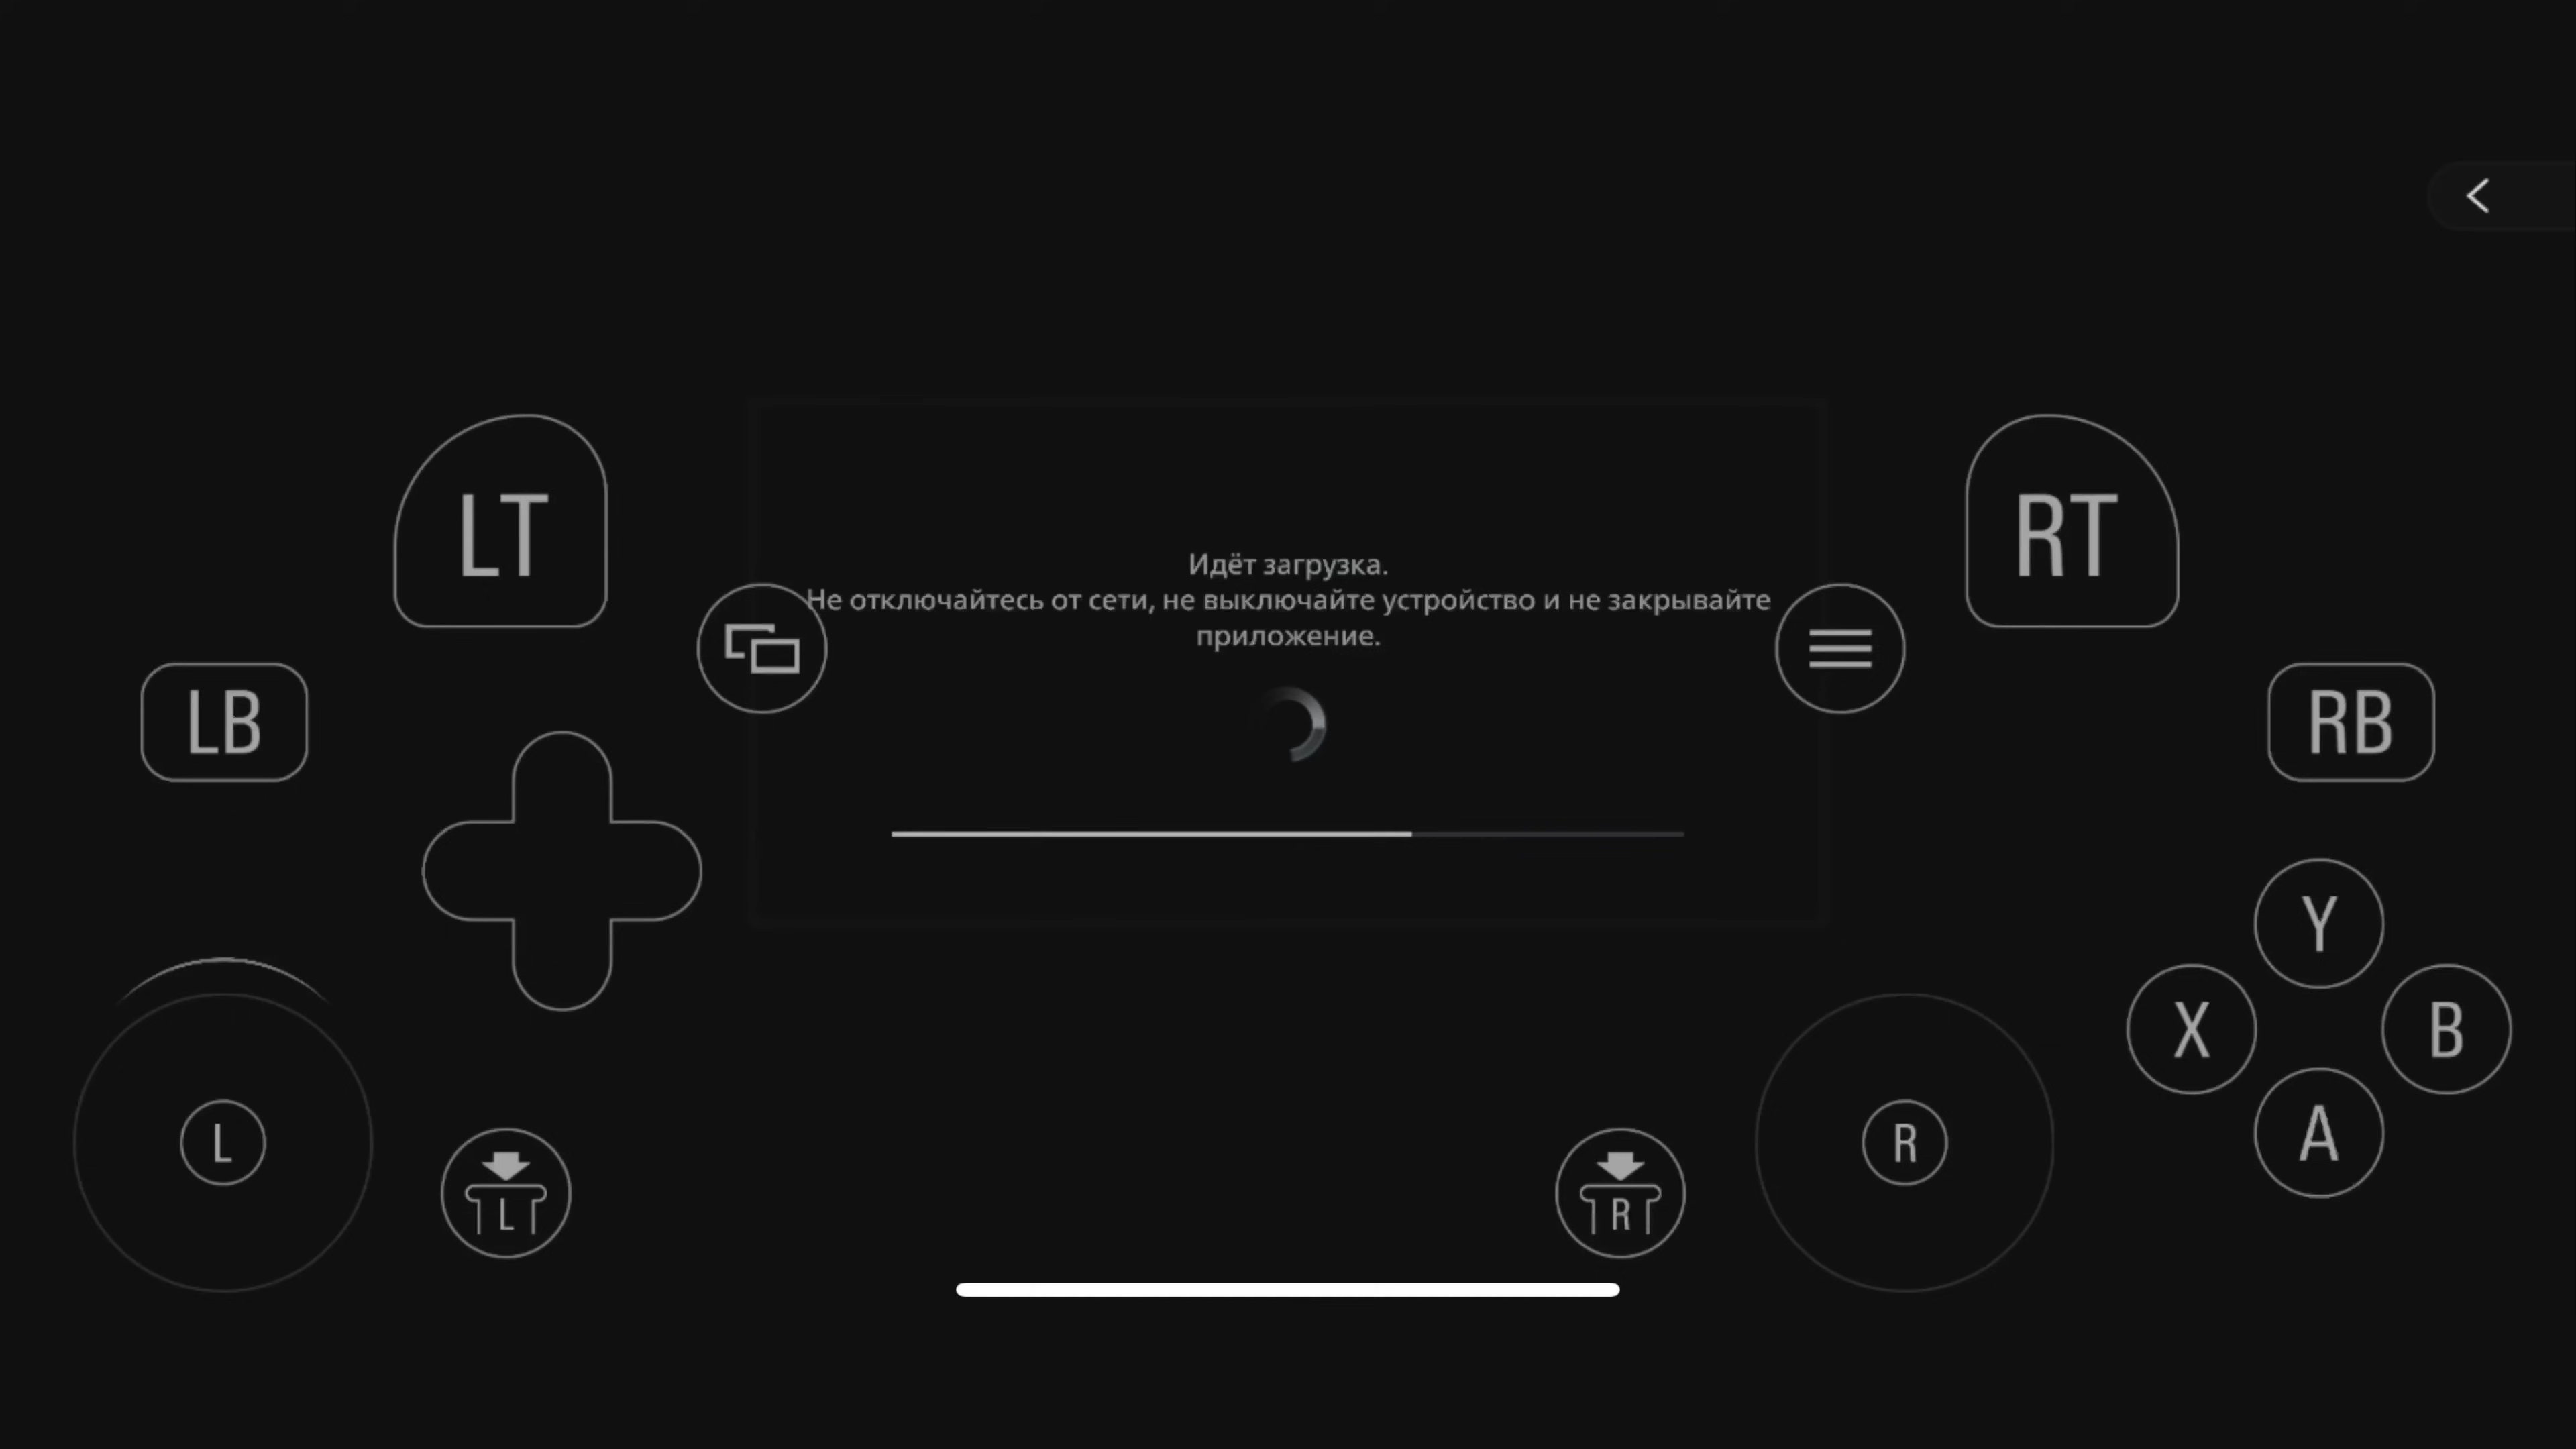 LT
RT
Идёт загрузка.
Не отключайтесь от сети, не выключайте устройство и не закрывайте
приложение.
LB
RB
Y
X
B
A
L
R
L
R